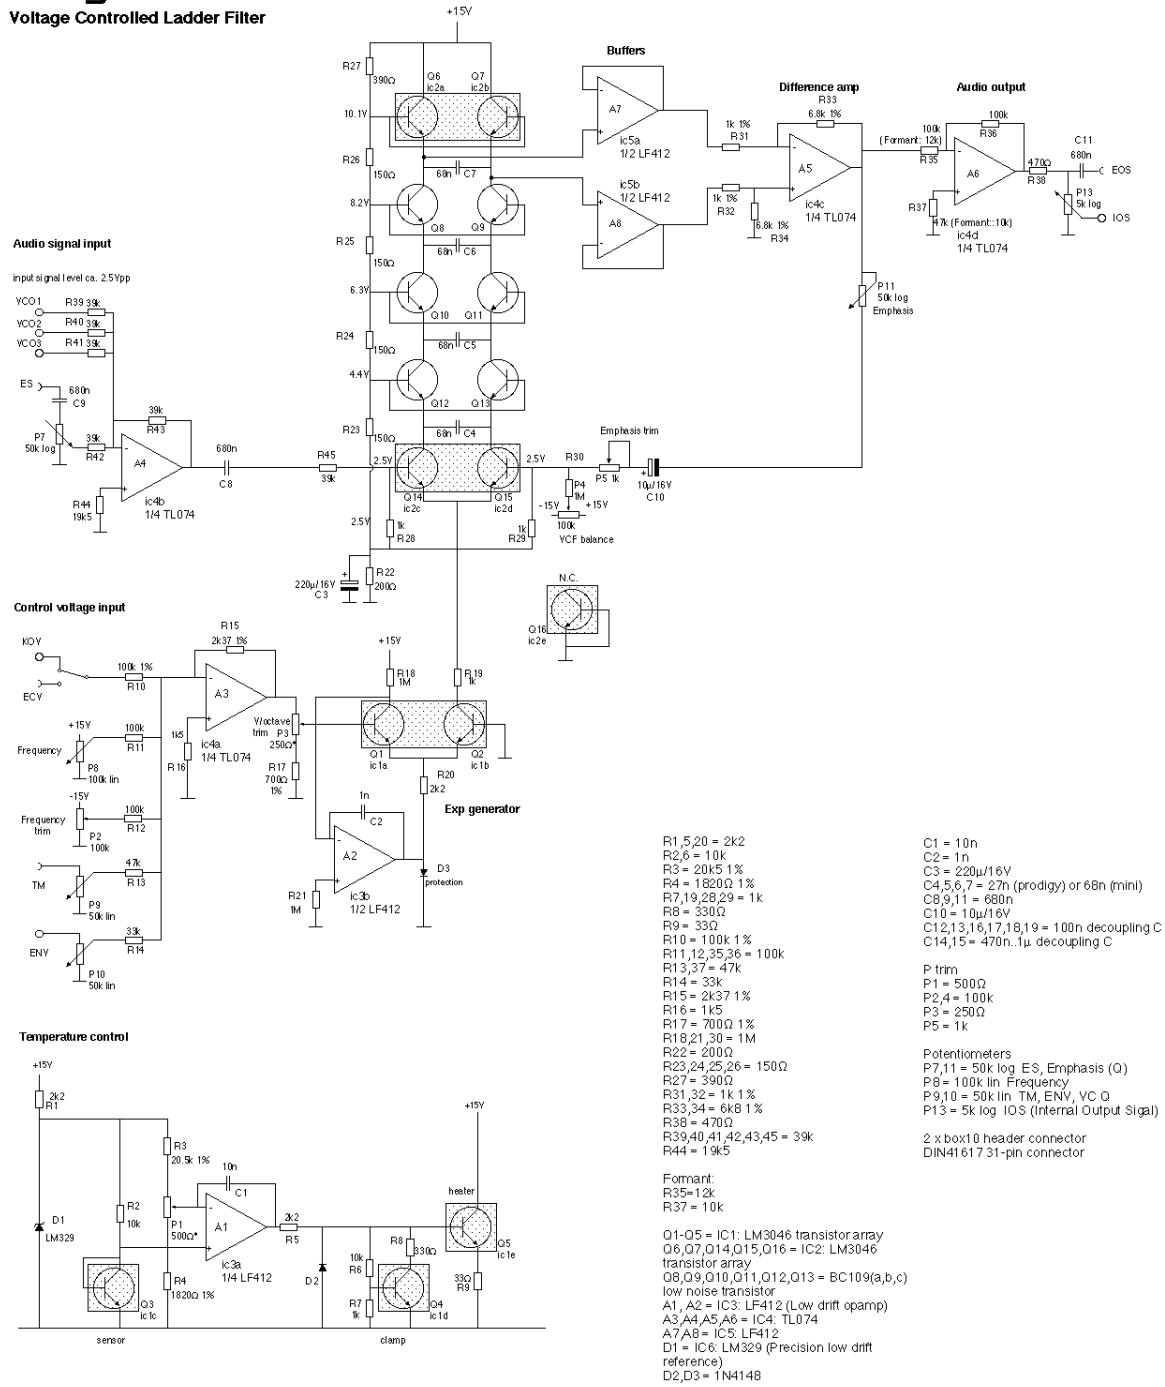 Voltage Controlled Ladder Filter
+15V
R27
390Ω
Q6
ic2a
Q7
ic2b
10.1V
R26
150Ω
68n C7
8.2V
Q8
Q9
R25
150Ω
68n C6
6.3V
Q10
Q11
R24
150Ω
68n C5
4.4V
Q12
Q13
R23
150Ω
68n C4
2.5V
2.5V
Q14
ic2c
Q15
ic2d
2.5V
1k
R28
1k
R29
220µ/16V
C3
R22
200Ω
Buffers
A7
ic5a
1/2 LF412
ic5b
1/2 LF412
A8
1k 1%
R31
1k 1%
R32
Difference amp
R33
6.8k 1%
A5
ic4c
1/4 TL074
6.8k 1%
R34
Audio output
100k
(Formant: 12k)
R35
100k
R36
A6
R37
47k (Formant::10k)
ic4d
1/4 TL074
470Ω
R38
C11
680n
EOS
P13
5k log
IOS
P11
50k log
Emphasis
Emphasis trim
R30
P5 1k
+
10µ/16V
C10
P4
1M
-15V
+15V
100k
VCF balance
N.C.
Q16
ic2e
Audio signal input
input signal level ca. 2.5Vpp
VCO1
R39 39k
VCO2
R40 39k
VCO3
R41 39k
ES
680n
C9
P7
50k log
39k
R42
39k
R43
A4
R44
19k5
ic4b
1/4 TL074
680n
C8
R45
39k
Control voltage input
KOV
ECV
100k 1%
R10
R15
2k37 1%
A3
1k5
R16
ic4a
1/4 TL074
+15V
Frequency
P8
100k lin
100k
R11
-15V
Frequency
trim
P2
100k
100k
R12
TM
P9
50k lin
47k
R13
ENV
P10
50k lin
33k
R14
V/octave
trim P3
250Ω*
R17
700Ω
1%
+15V
R18
1M
R19
1k
Q1
ic1a
Q2
ic1b
R20
2k2
1n
C2
Exp generator
A2
R21
1M
ic3b
1/2 LF412
D3
protection
Temperature control
+15V
2k2
R1
R3
20.5k 1%
R2
10k
D1
LM329
P1
500Ω*
10n
C1
A1
ic3a
1/4 LF412
R4
1820Ω 1%
Q3
ic1c
sensor
2k2
R5
D2
10k
R6
R7
1k
R8
330Ω
Q4
ic1d
clamp
+15V
heater
Q5
ic1e
33Ω
R9
R1,5,20 = 2k2
R2,6 = 10k
R3 = 20k5 1%
R4 = 1820Ω 1%
R7,19,28,29 = 1k
R8 = 330Ω
R9 = 33Ω
R10 = 100k 1%
R11,12,35,36 = 100k
R13,37 = 47k
R14 = 33k
R15 = 2k37 1%
R16 = 1k5
R17 = 700Ω 1%
R18,21,30 = 1M
R22 = 200Ω
R23,24,25,26 = 150Ω
R27 = 390Ω
R31,32 = 1k 1%
R33,34 = 6k8 1%
R38 = 470Ω
R39,40,41,42,43,45 = 39k
R44 = 19k5
Formant:
R35=12k
R37 = 10k
Q1-Q5 = IC1: LM3046 transistor array
Q6,Q7,Q14,Q15,Q16 = IC2: LM3046
transistor array
Q8,Q9,Q10,Q11,Q12,Q13 = BC109(a,b,c)
low noise transistor
A1, A2 = IC3: LF412 (Low drift opamp)
A3,A4,A5,A6 = IC4: TL074
A7,A8 = IC5: LF412
D1 = IC6: LM329 (Precision low drift
reference)
D2,D3 = 1N4148
C1 = 10n
C2 = 1n
C3 = 220µ/16V
C4,5,6,7 = 27n (prodigy) or 68n (mini)
C8,9,11 = 680n
C10 = 10µ/16V
C12,13,16,17,18,19 = 100n decoupling C
C14,15 = 470n..1µ decoupling C
P trim
P1 = 500Ω
P2,4 = 100k
P3 = 250Ω
P5 = 1k
Potentiometers
P7,11 = 50k log ES, Emphasis (Q)
P8 = 100k lin Frequency
P9,10 = 50k lin TM, ENV, VC Q
P13 = 5k log IOS (Internal Output Sigal)
2 x box10 header connector
DIN41617 31-pin connector